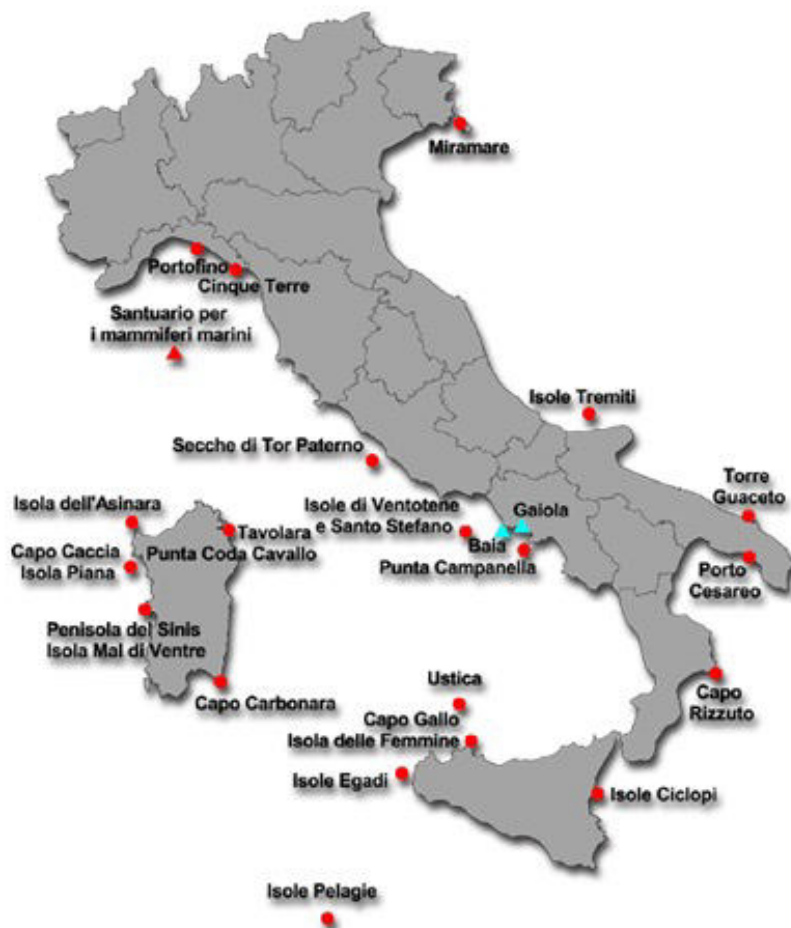 Miramare
Portofino
Cinque Terre
Santuario per
i mammiferi marini
Isole Tremiti
Secche di Tor Paterno
Torre
Guaceto
Isola dell'Asinara
Isole di Ventotene
e Santo Stefano
Gaiola
Tavolara
Punta Coda Cavallo
Baia
Capo Caccia
Isola Piana
Punta Campanella
Porto
Cesareo
Penisola del Sinis
Isola Mal di Ventre
Capo Carbonara
Ustica
Capo Rizzuto
Capo Gallo
Isola delle Femmine
Isole Egadi
Isole Ciclopi
Isole Pelagie